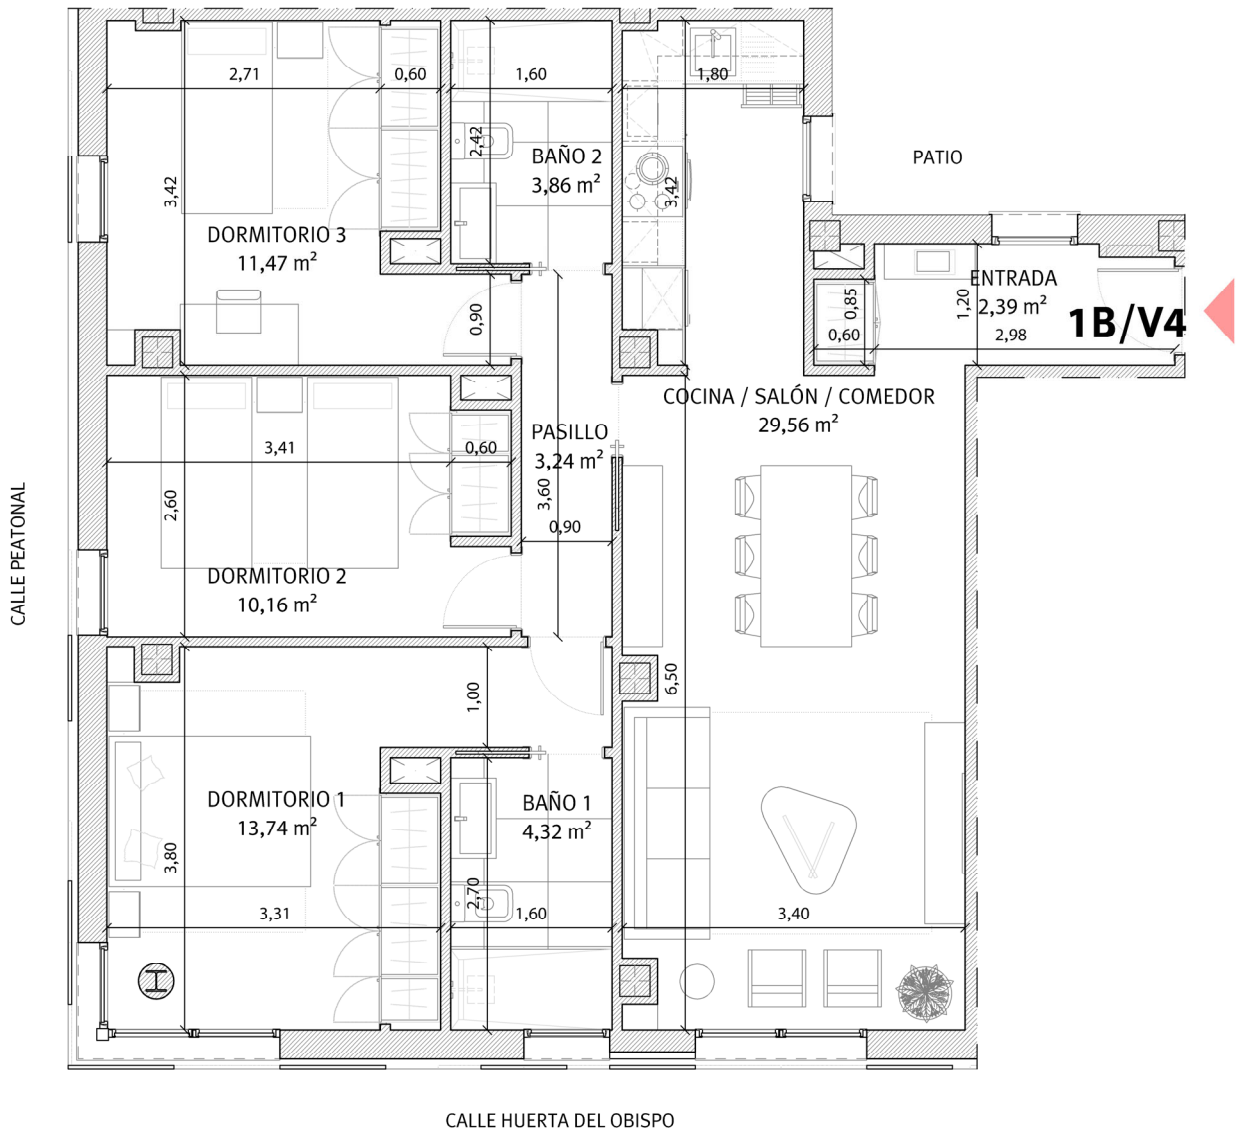 2,71
0,60
1,60
1,80
2,42
BAÑO 2
3,86 m²
PATIO
3,42
3,42
DORMITORIO 3
11,47 m²
ENTRADA
2,39 m²
0,85
1,20
0,90
1B/V4
0,60
2,98
COCINA / SALÓN / COMEDOR
29,56 m²
PASILLO
3,24 m²
3,41
0,60
2,60
3,60
0,90
CALLE PEATONAL
DORMITORIO 2
10,16 m²
6,50
1,00
DORMITORIO 1
13,74 m²
BAÑO 1
4,32 m²
3,80
2,70
3,31
1,60
3,40
CALLE HUERTA DEL OBISPO